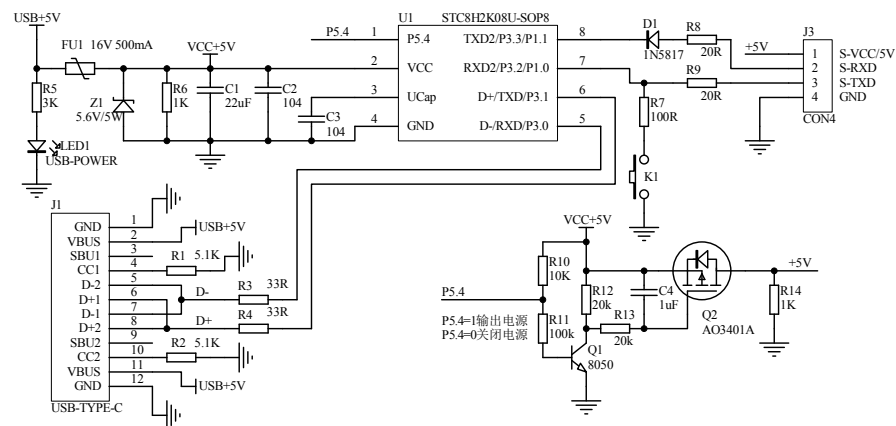 USB+5V
FU1 16V 500mA
VCC+5V
R5
3K
Z1
5.6V/5W
R6
1K
C1
22uF
C2
104
C3
104
LED1
USB-POWER
U1
STC8H2K08U-SOP8
P5.4
1
P5.4
TXD2/P3.3/P1.1
8
2
VCC
RXD2/P3.2/P1.0
7
3
UCap
D+/TXD/P3.1
6
4
GND
D-/RXD/P3.0
5
D1
1N5817
R8
20R
R9
20R
R7
100R
K1
J3
+5V
1
S-VCC/5V
2
S-RXD
3
S-TXD
4
GND
CON4
J1
GND
1
VBUS
2
USB+5V
SBU1
3
CC1
4
R1 5.1K
D-2
5
D+1
6
D-
R3 33R
D-1
7
D+2
8
D+
R4 33R
SBU2
9
CC2
10
R2 5.1K
VBUS
11
USB+5V
GND
12
USB-TYPE-C
VCC+5V
R10
10K
P5.4
R11
100k
P5.4=1输出电源
P5.4=0关闭电源
R12
20k
R13
20k
C4
1uF
Q1
8050
Q2
AO3401A
+5V
R14
1K